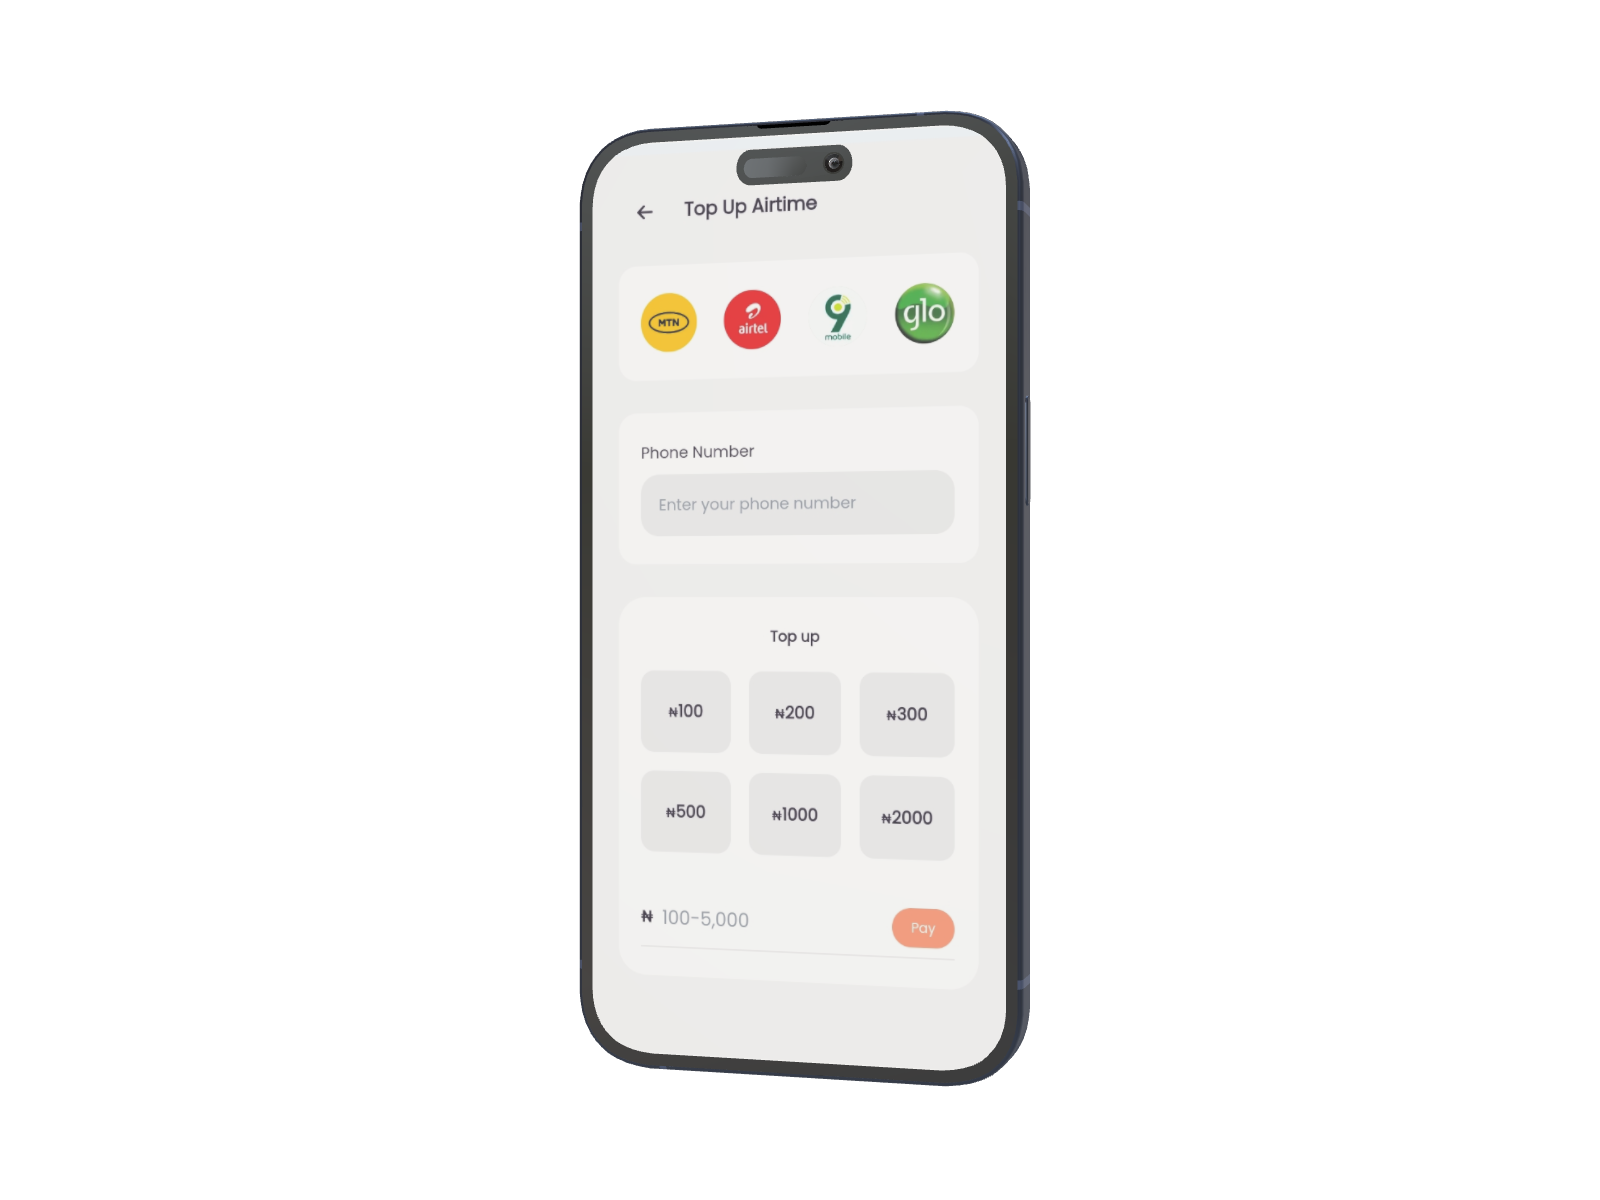 Top Up Airtime
MTN
airtel
9
mobile
glo
Phone Number
Enter your phone number
Top up
₦100
₦200
₦300
₦500
₦1000
₦2000
₦ 100-5,000
Pay